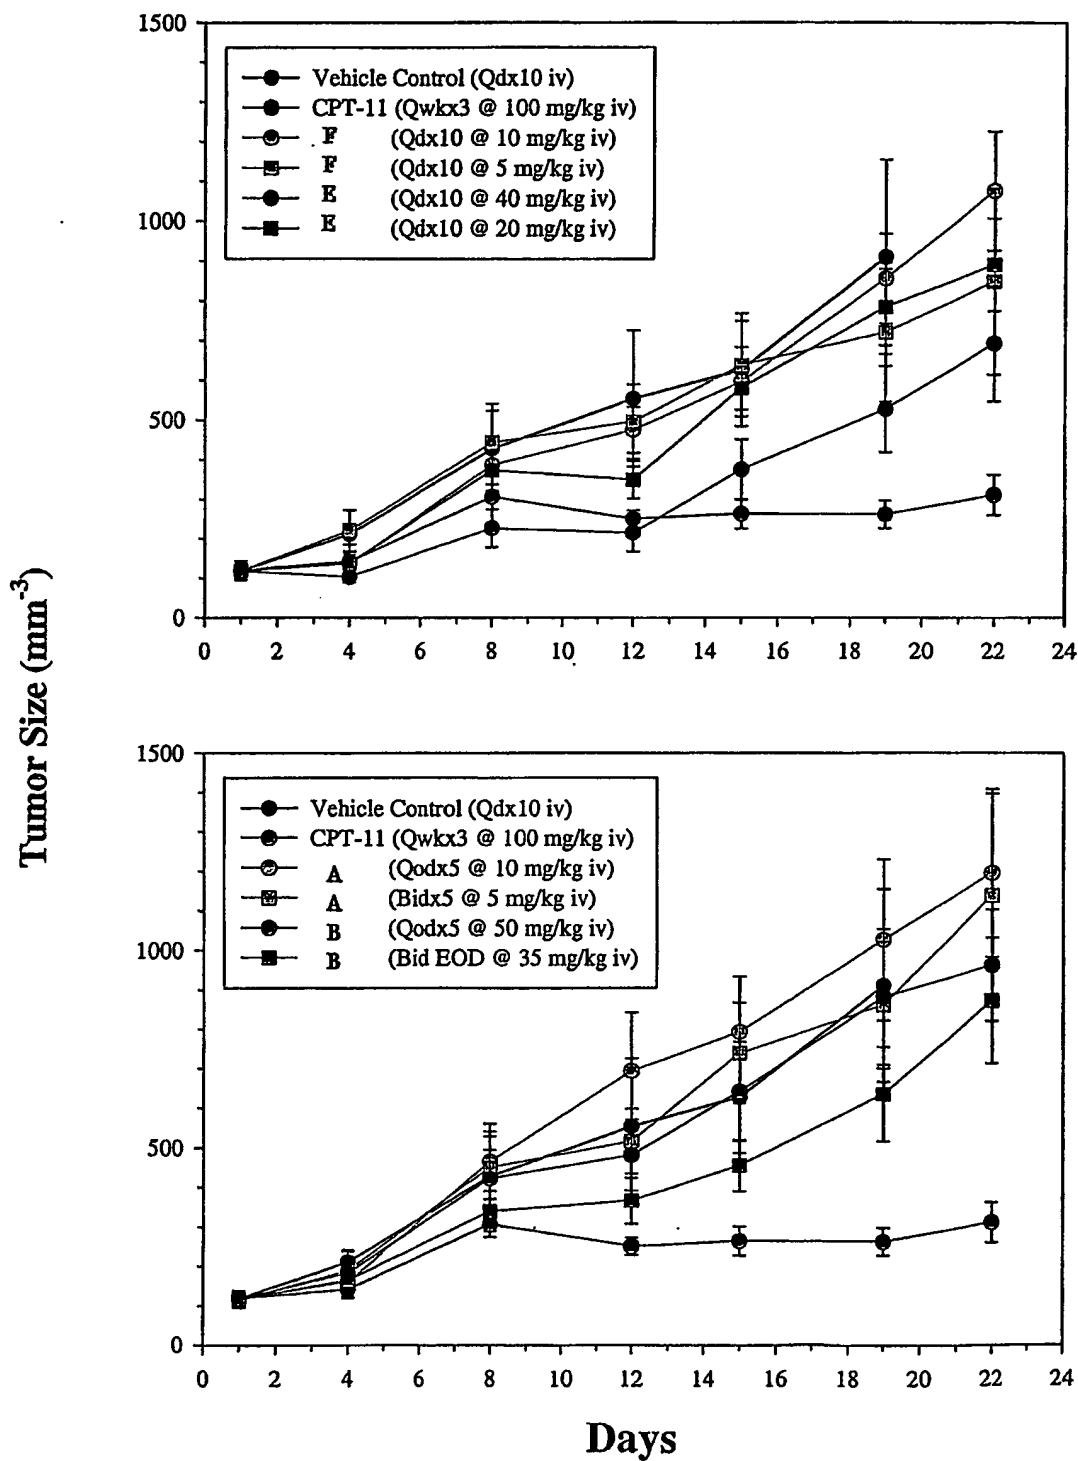 1500
1000
500
0
Vehicle Control (Qdx10 iv)
CPT-11 (Qwkx3 @ 100 mg/kg iv)
F (Qdx10 @ 10 mg/kg iv)
F (Qdx10 @ 5 mg/kg iv)
E (Qdx10 @ 40 mg/kg iv)
E (Qdx10 @ 20 mg/kg iv)
0 2 4 6 8 10 12 14 16 18 20 22 24
Tumor Size (mm⁻³)
1500
1000
500
0
Vehicle Control (Qdx10 iv)
CPT-11 (Qwkx3 @ 100 mg/kg iv)
A (Qodx5 @ 10 mg/kg iv)
A (Bidx5 @ 5 mg/kg iv)
B (Qodx5 @ 50 mg/kg iv)
B (Bid EOD @ 35 mg/kg iv)
0 2 4 6 8 10 12 14 16 18 20 22 24
Days